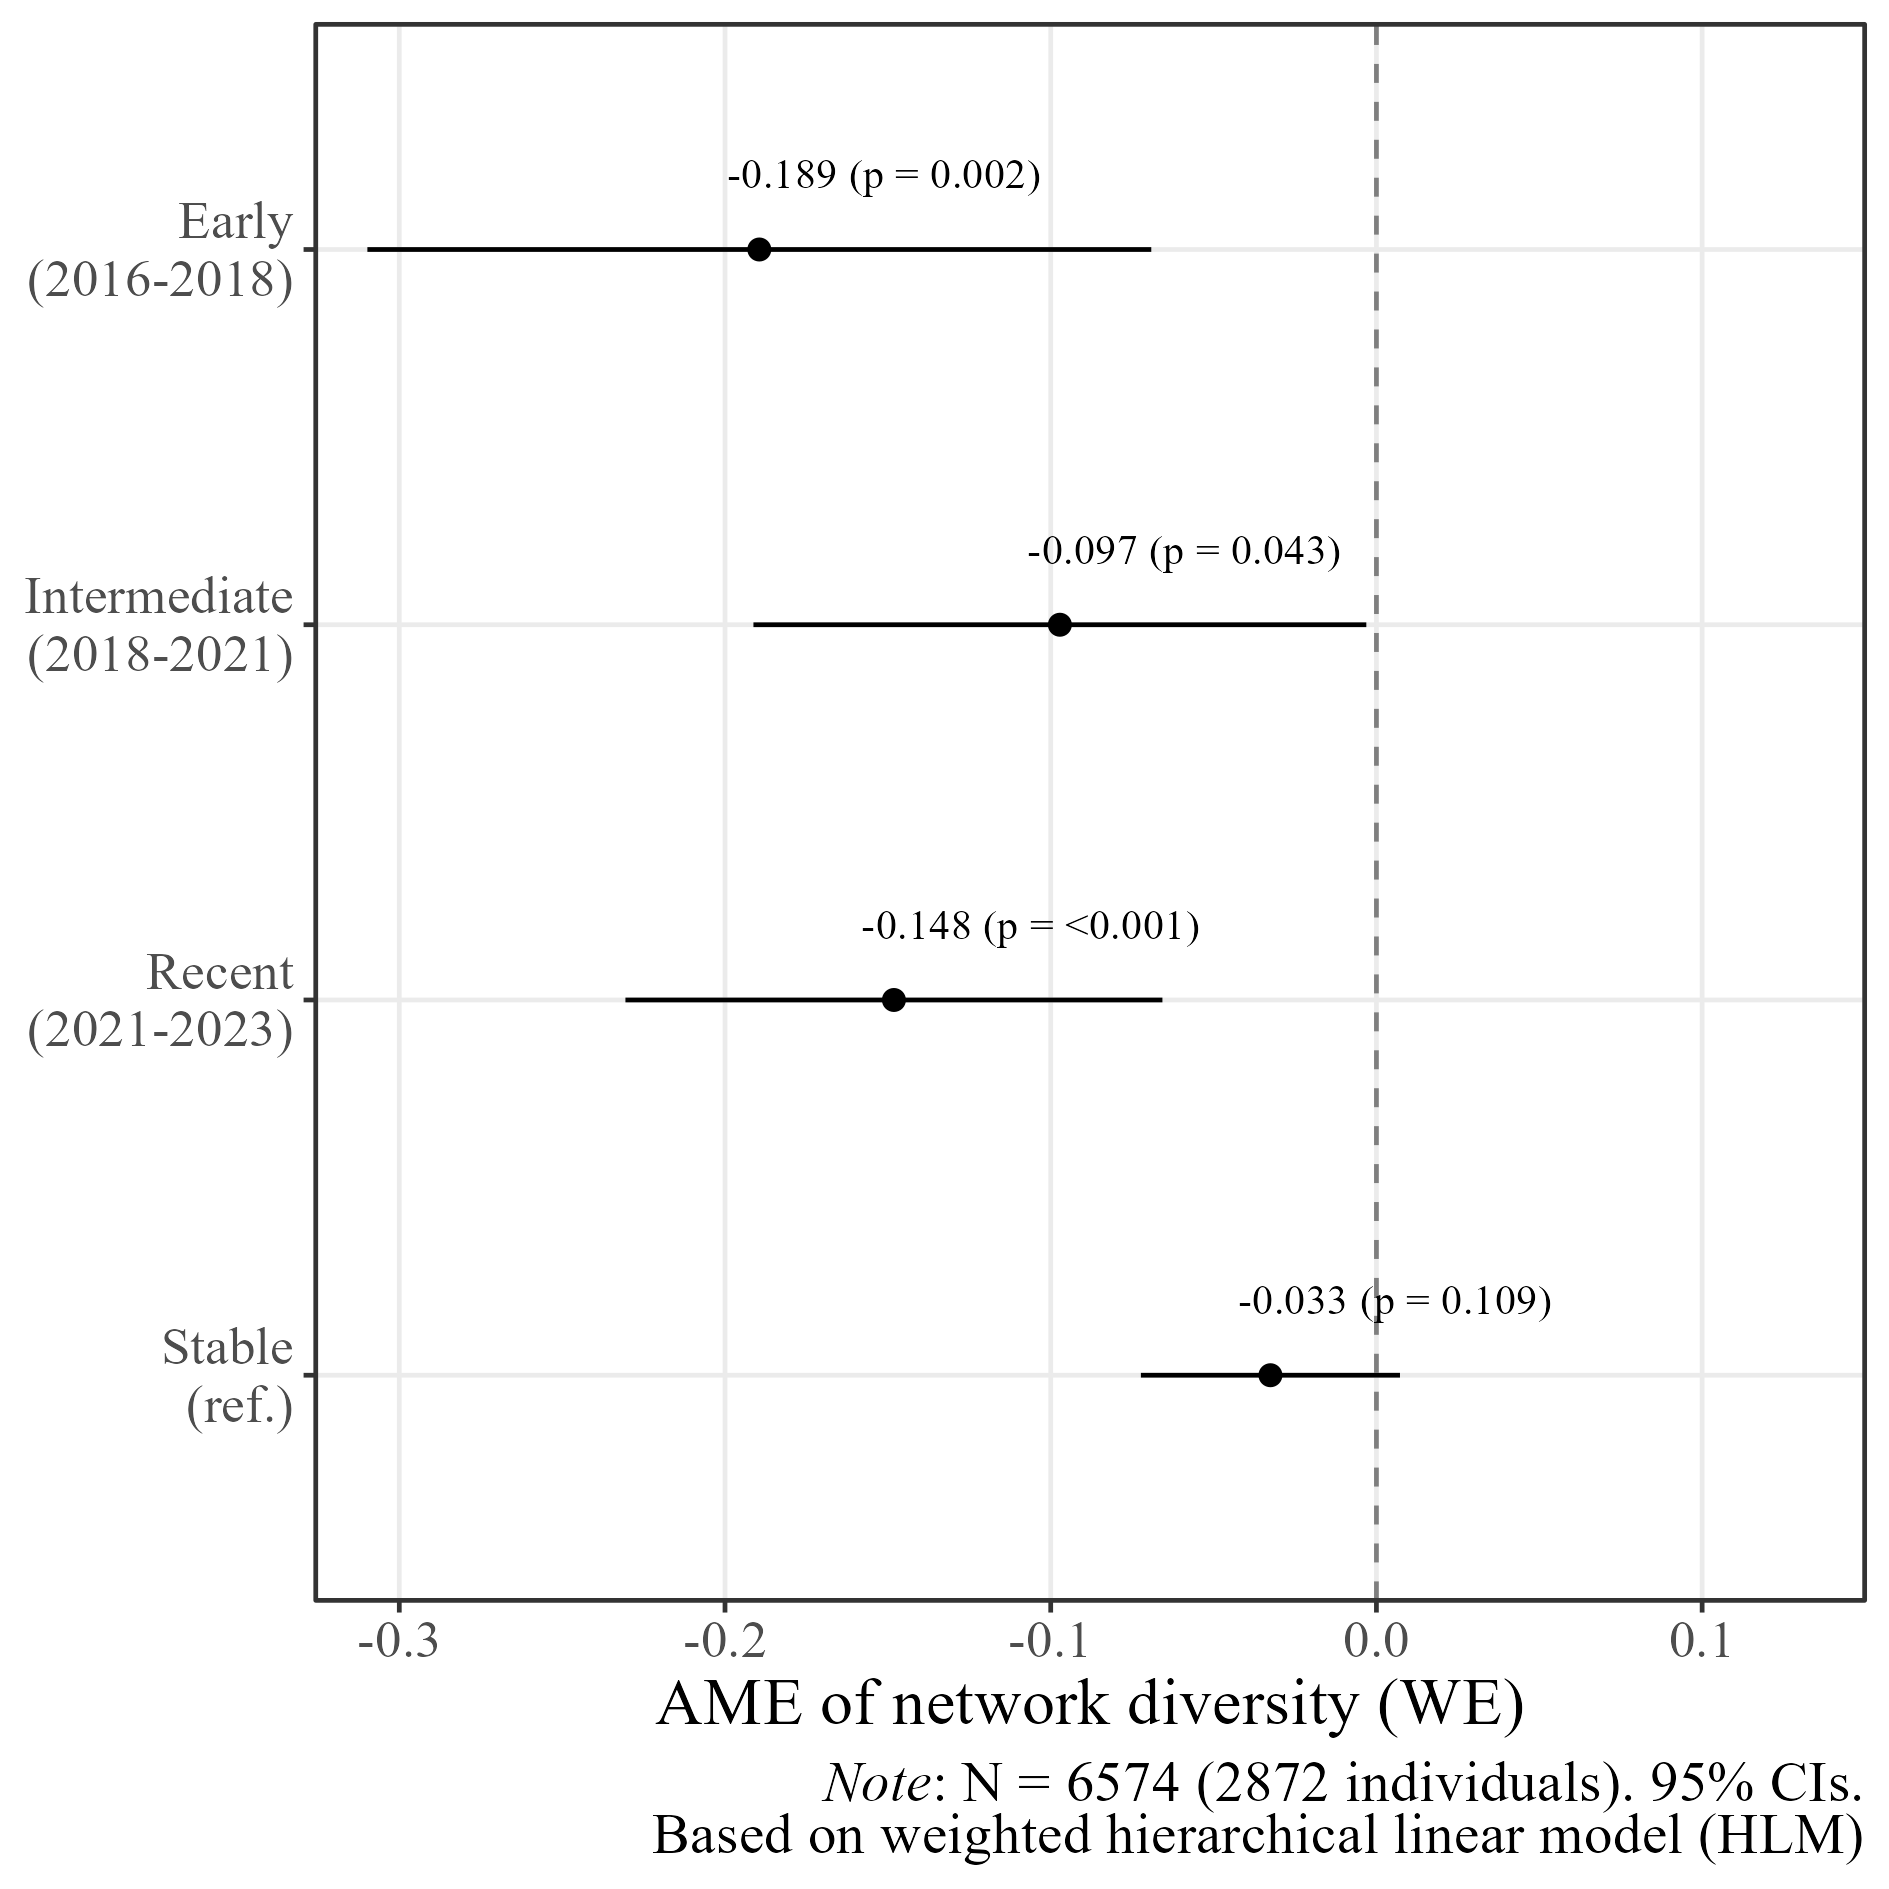 -0.189 (p = 0.002)
Early
(2016-2018)
-0.097 (p = 0.043)
Intermediate
(2018-2021)
-0.148 (p = <0.001)
Recent
(2021-2023)
-0.033 (p = 0.109)
Stable
(ref.)
-0.3 -0.2 -0.1 0.0 0.1
AME of network diversity (WE)
Note: N = 6574 (2872 individuals). 95% CIs.
Based on weighted hierarchical linear model (HLM)